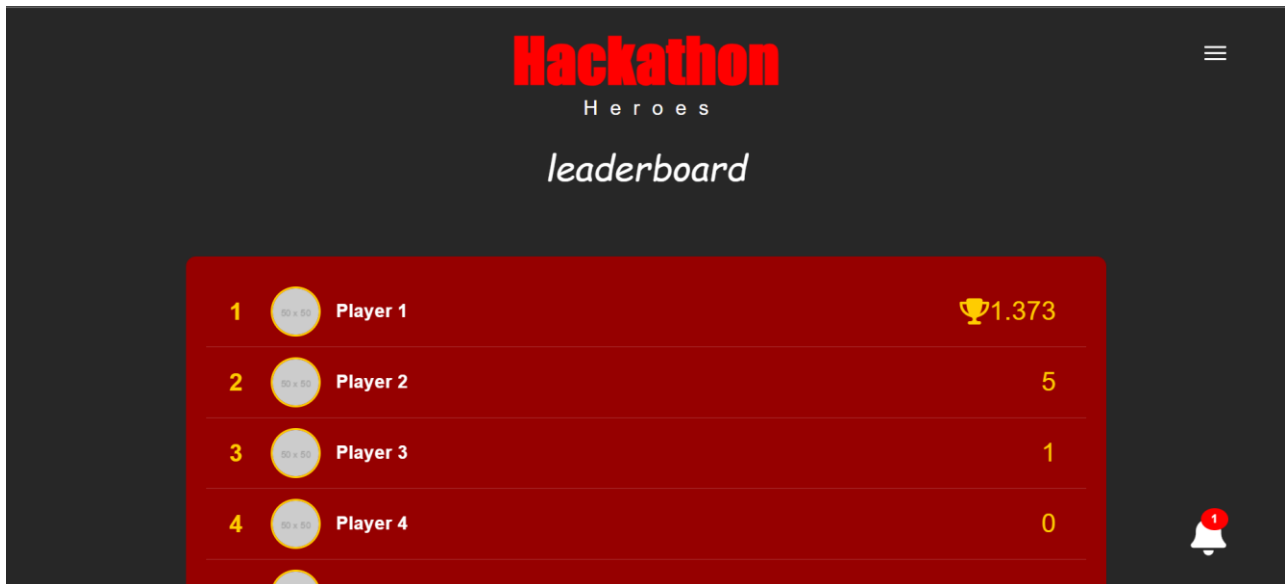 Hackathon
Heroes
leaderboard
1 50 x 50 Player 1 1.373
2 50 x 50 Player 2 5
3 50 x 50 Player 3 1
4 50 x 50 Player 4 0
1